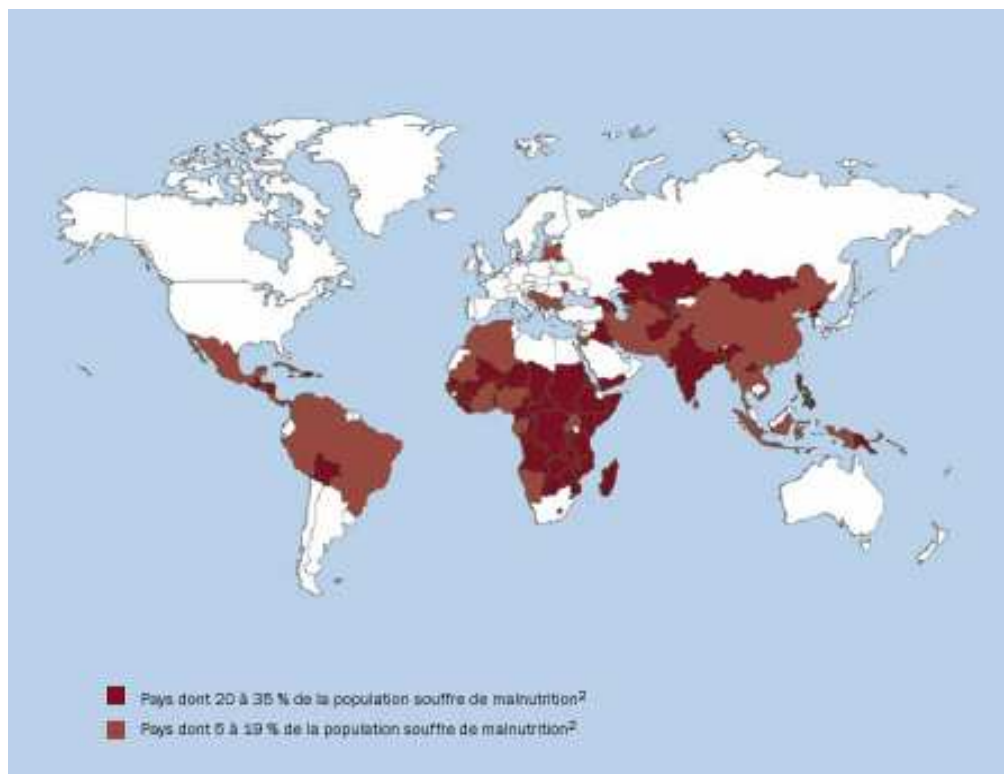 Pays dont 20 à 35 % de la population souffre de malnutrition²
Pays dont 5 à 19 % de la population souffre de malnutrition²